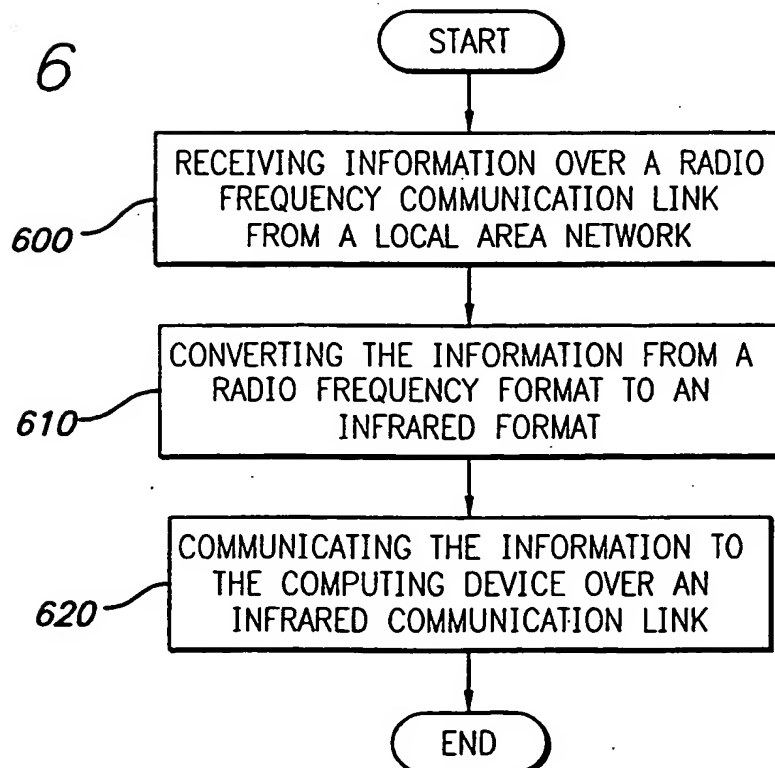 6
START
RECEIVING INFORMATION OVER A RADIO
FREQUENCY COMMUNICATION LINK
FROM A LOCAL AREA NETWORK
600
CONVERTING THE INFORMATION FROM A
RADIO FREQUENCY FORMAT TO AN
INFRARED FORMAT
610
COMMUNICATING THE INFORMATION TO
THE COMPUTING DEVICE OVER AN
INFRARED COMMUNICATION LINK
620
END